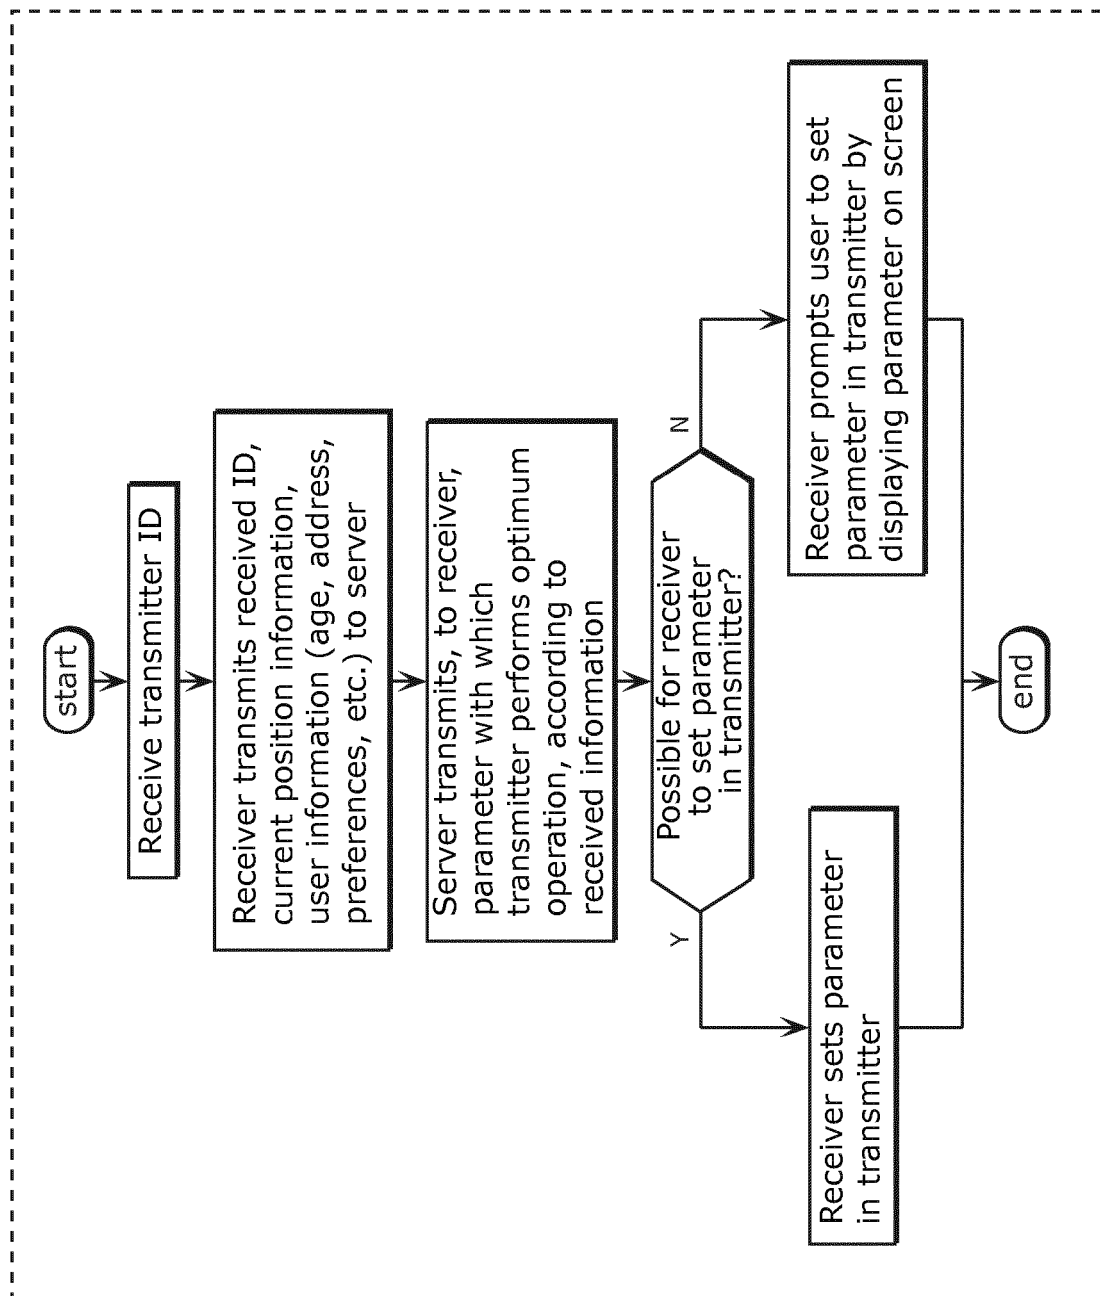 start
Receive transmitter ID
Receiver transmits received ID,
current position information,
user information (age, address,
preferences, etc.) to server
Server transmits, to receiver,
parameter with which
transmitter performs optimum
operation, according to
received information
Possible for receiver
to set parameter
in transmitter?
Y
N
Receiver sets parameter
in transmitter
Receiver prompts user to set
parameter in transmitter by
displaying parameter on screen
end